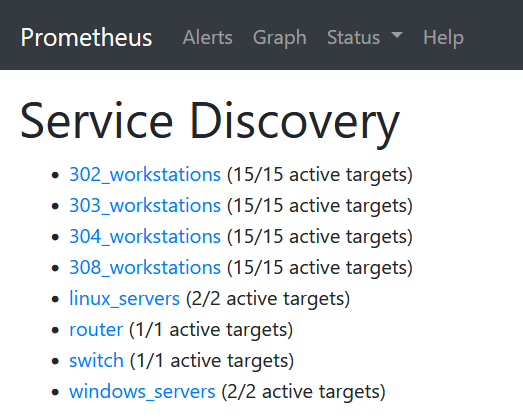 Prometheus Alerts Graph Status Help
Service Discovery
302_workstations (15/15 active targets)
303_workstations (15/15 active targets)
304_workstations (15/15 active targets)
308_workstations (15/15 active targets)
linux_servers (2/2 active targets)
router (1/1 active targets)
switch (1/1 active targets)
windows_servers (2/2 active targets)